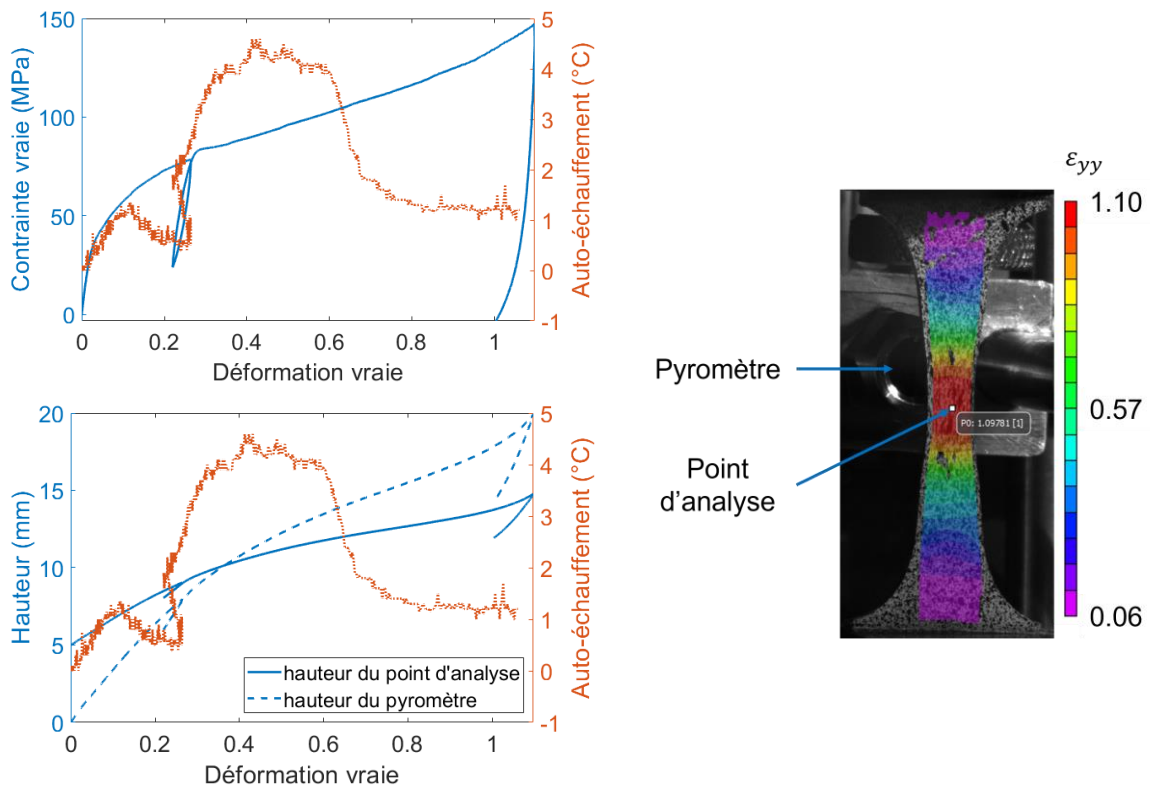 150
100
50
0
Contrainte vraie (MPa)
5
4
3
2
1
0
-1
Auto-échauffement (°C)
0
0.2
0.4
0.6
0.8
1
Déformation vraie
20
15
10
5
0
Hauteur (mm)
5
4
3
2
1
0
-1
Auto-échauffement (°C)
hauteur du point d'analyse
hauteur du pyromètre
0
0.2
0.4
0.6
0.8
1
Déformation vraie
Pyromètre
Point
d'analyse
P0: 1.09781 [1]
εyy
1.10
0.57
0.06